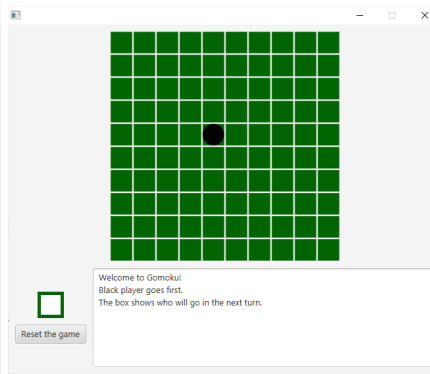 Welcome to Gomoku!
Black player goes first.
The box shows who will go in the next turn.
Reset the game